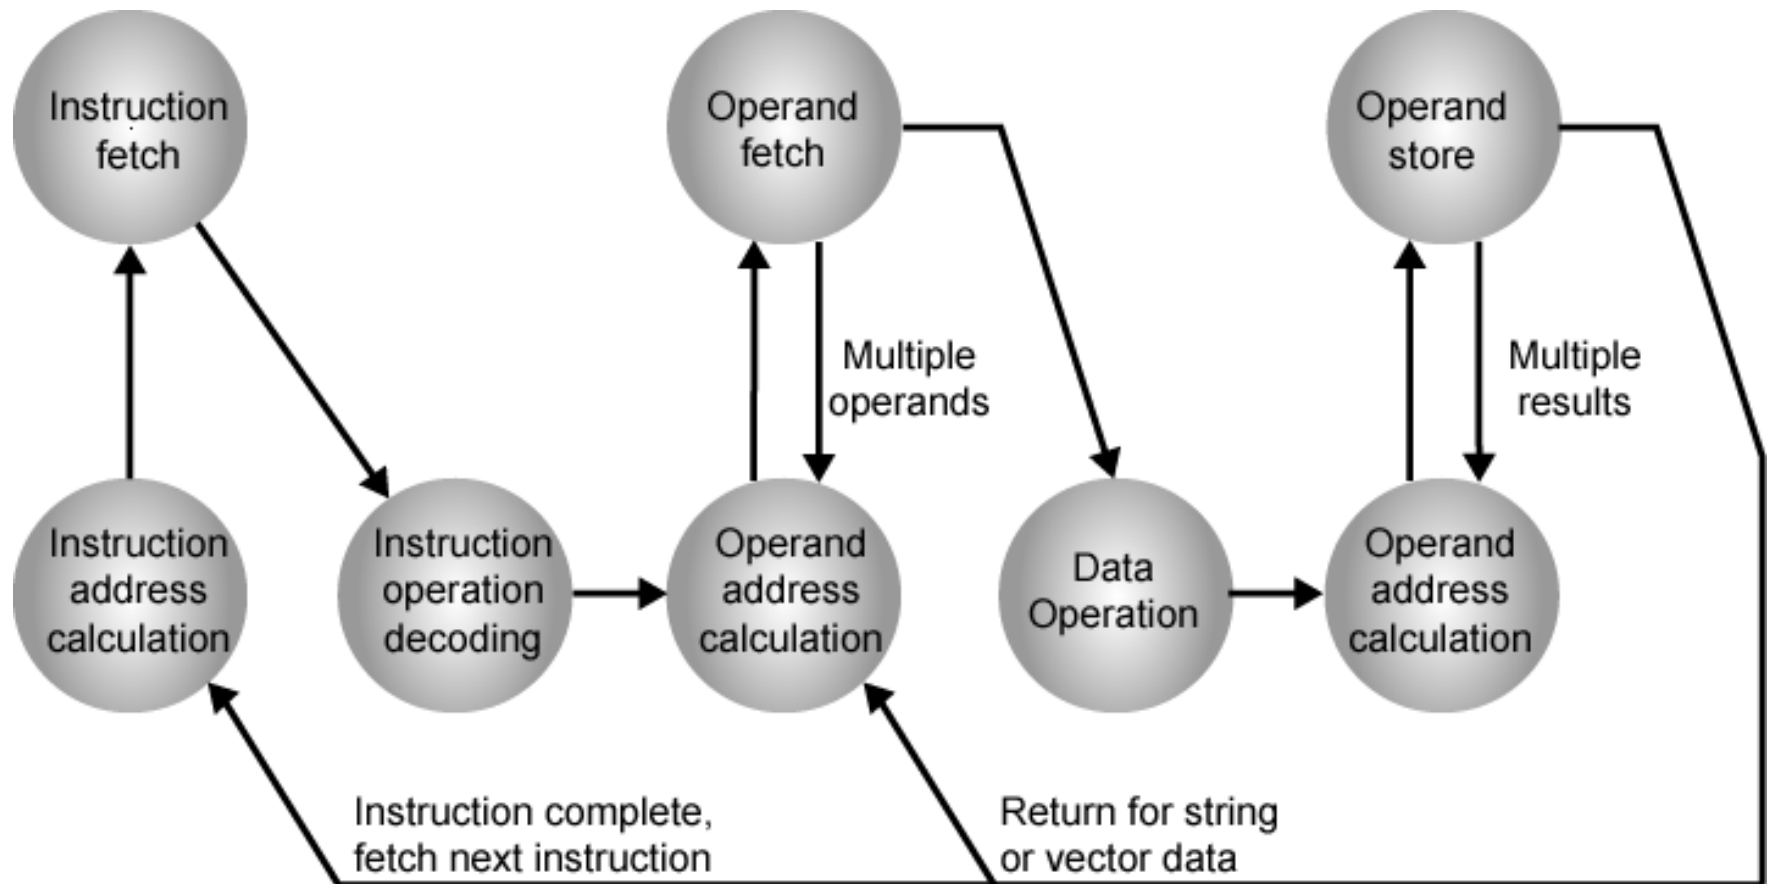 Instruction
fetch
Operand
fetch
Operand
store
Multiple
operands
Multiple
results
Instruction
address
calculation
Instruction
operation
decoding
Operand
address
calculation
Data
Operation
Operand
address
calculation
Instruction complete,
fetch next instruction
Return for string
or vector data